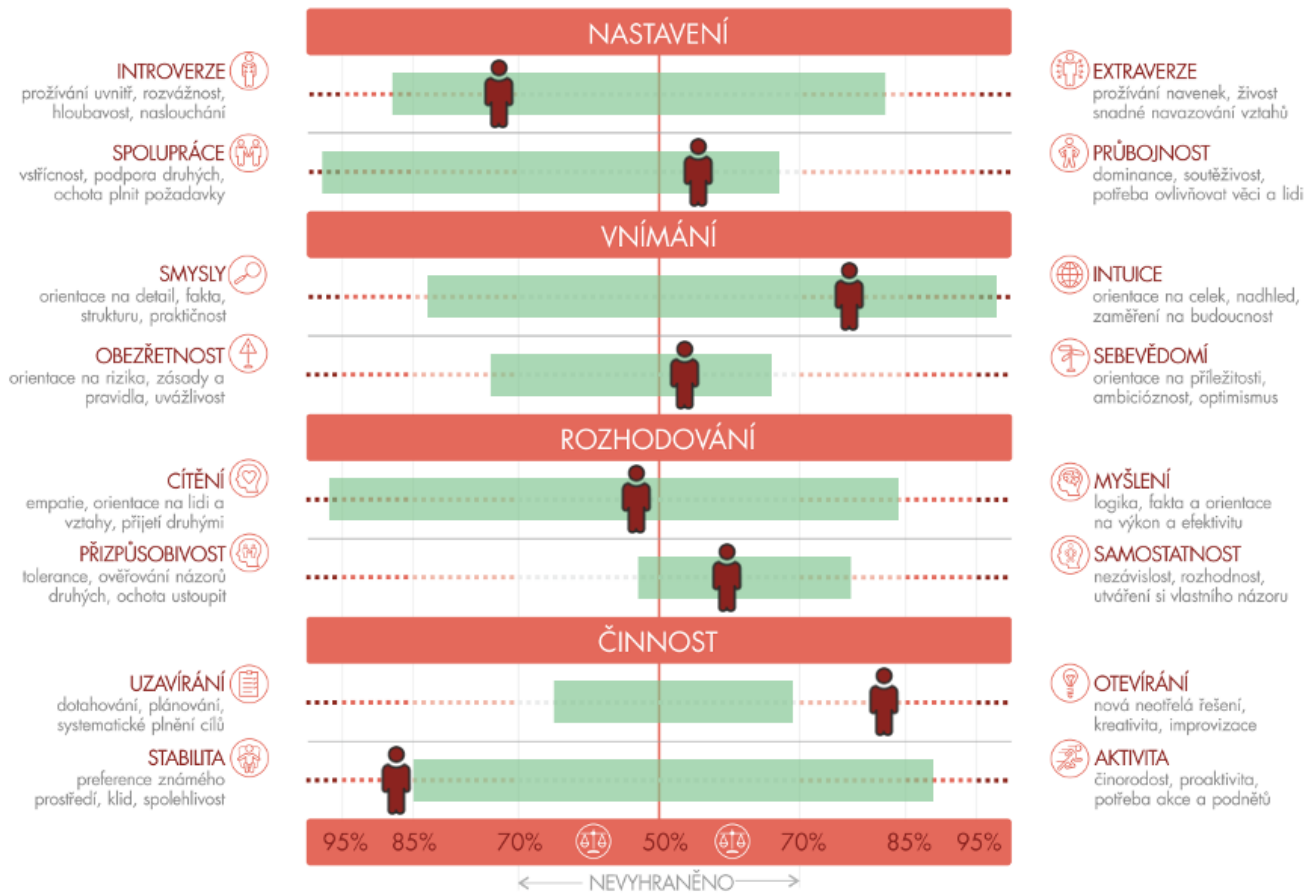 NASTAVENÍ
INTROVERZE
prožívání uvnitř, rozvážnost,
hloubavost, naslouchání
EXTRAVERZE
prožívání navenek, živost
snadné navazování vztahů
SPOLUPRÁCE
vstřícnost, podpora druhých,
ochota plnit požadavky
PRŮBOJNOST
dominance, soutěživost,
potřeba ovlivňovat věci a lidi
VNÍMÁNÍ
SMYSLY
orientace na detail, fakta,
strukturu, praktičnost
INTUICE
orientace na celek, nadhled,
zaměření na budoucnost
OBEZŘETNOST
orientace na rizika, zásady a
pravidla, uvážlivost
SEBEVĚDOMÍ
orientace na příležitosti,
ambicióznost, optimismus
ROZHODOVÁNÍ
CÍTĚNÍ
empatie, orientace na lidi a
vztahy, přijetí druhými
MYŠLENÍ
logika, fakta a orientace
na výkon a efektivitu
PŘIZPŮSOBIVOST
tolerance, ověřování názorů
druhých, ochota ustoupit
SAMOSTATNOST
nezávislost, rozhodnost,
utváření si vlastního názoru
ČINNOST
UZAVÍRÁNÍ
dotahování, plánování,
systematické plnění cílů
OTEVÍRÁNÍ
nová neotřelá řešení,
kreativita, improvizace
STABILITA
preference známého
prostředí, klid, spolehlivost
AKTIVITA
činorodost, proaktivita,
potřeba akce a podnětů
95% 85% 70% 50% 70% 85% 95%
NEVYHRANĚNO